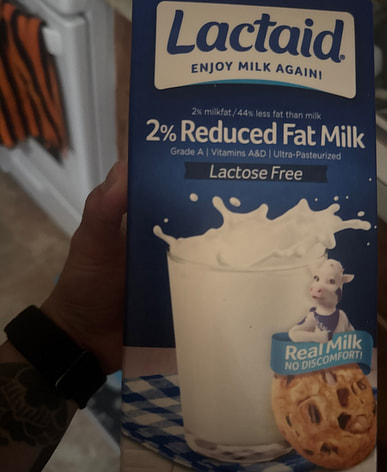 Lactaid®
ENJOY MILK AGAIN!
2% milkfat/44% less fat than milk
2% Reduced Fat Milk
Grade A | Vitamins A&D | Ultra-Pasteurized
Lactose Free
Real Milk
NO DISCOMFORT!